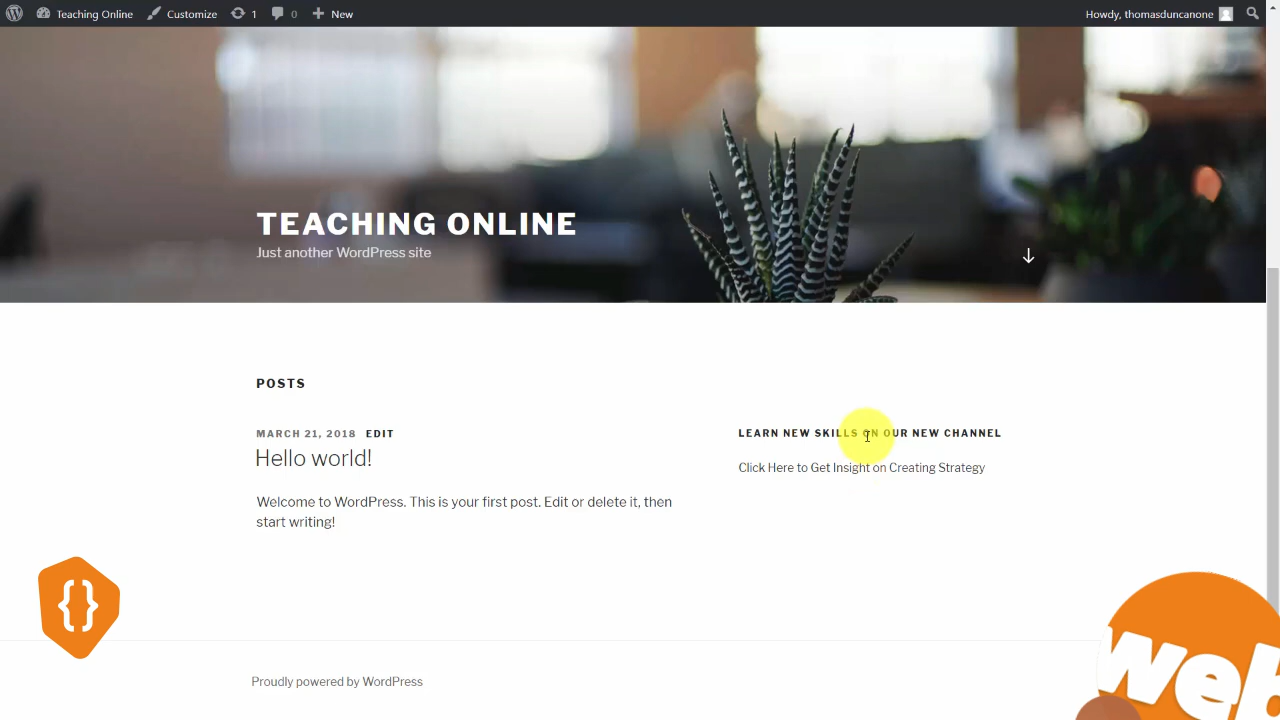 Teaching Online Customize 1 0 New Howdy, thomasduncanone
TEACHING ONLINE
Just another WordPress site
POSTS
MARCH 21, 2018 EDIT
Hello world!
Welcome to WordPress. This is your first post. Edit or delete it, then
start writing!
LEARN NEW SKILLS ON OUR NEW CHANNEL
Click Here to Get Insight on Creating Strategy
{}
Web
Proudly powered by WordPress